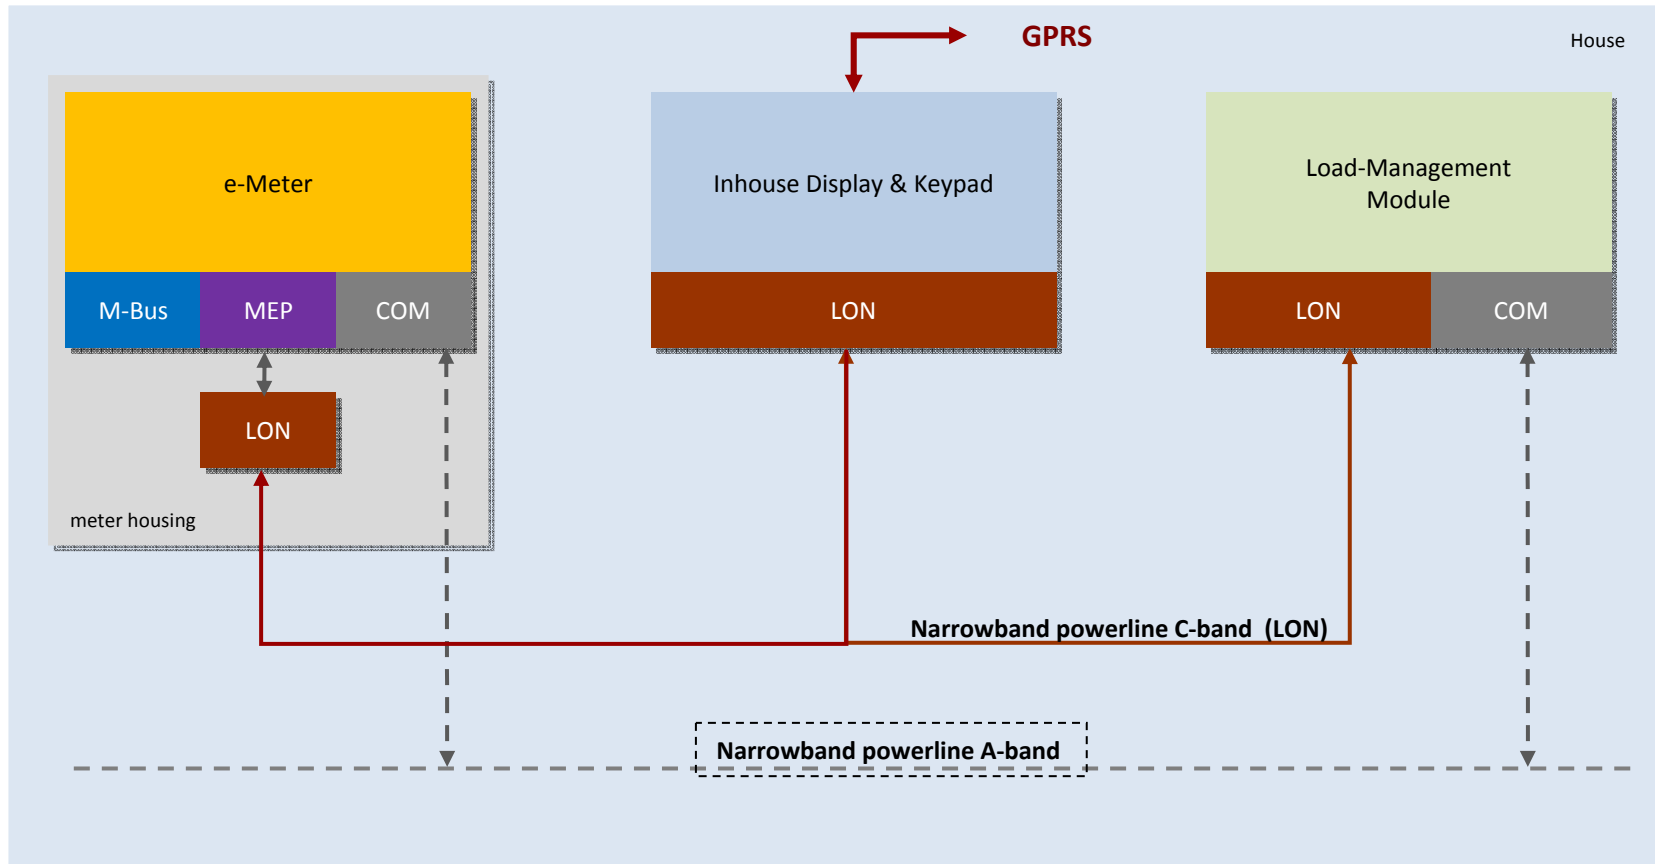 GPRS
House
e-Meter
Inhouse Display & Keypad
Load-Management
Module
M-Bus
MEP
COM
LON
LON
COM
LON
meter housing
Narrowband powerline C-band (LON)
Narrowband powerline A-band